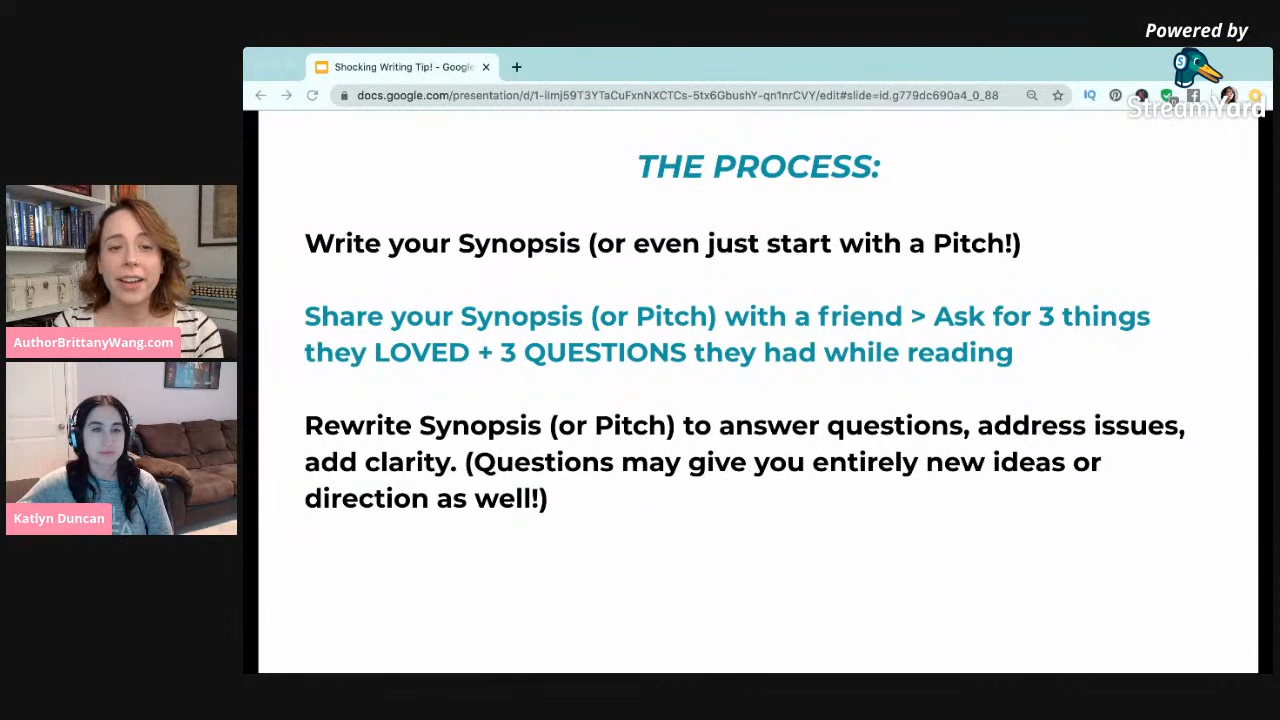 Powered by
StreamYard
Shocking Writing Tip! - Google
docs.google.com/presentation/d/1-iImj59T3YTaCuFxnNXCTCs-5tx6GbushY-qn1nrCVY/edit#slide=id.g779dc690a4_0_88
IQ
THE PROCESS:
Write your Synopsis (or even just start with a Pitch!)
Share your Synopsis (or Pitch) with a friend > Ask for 3 things
they LOVED + 3 QUESTIONS they had while reading
Rewrite Synopsis (or Pitch) to answer questions, address issues,
add clarity. (Questions may give you entirely new ideas or
direction as well!)
AuthorBrittanyWang.com
Katlyn Duncan